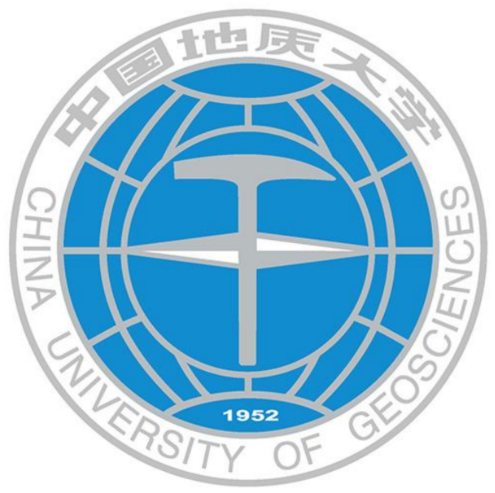 中国地质大学
CHINA UNIVERSITY OF GEOSCIENCES
1952